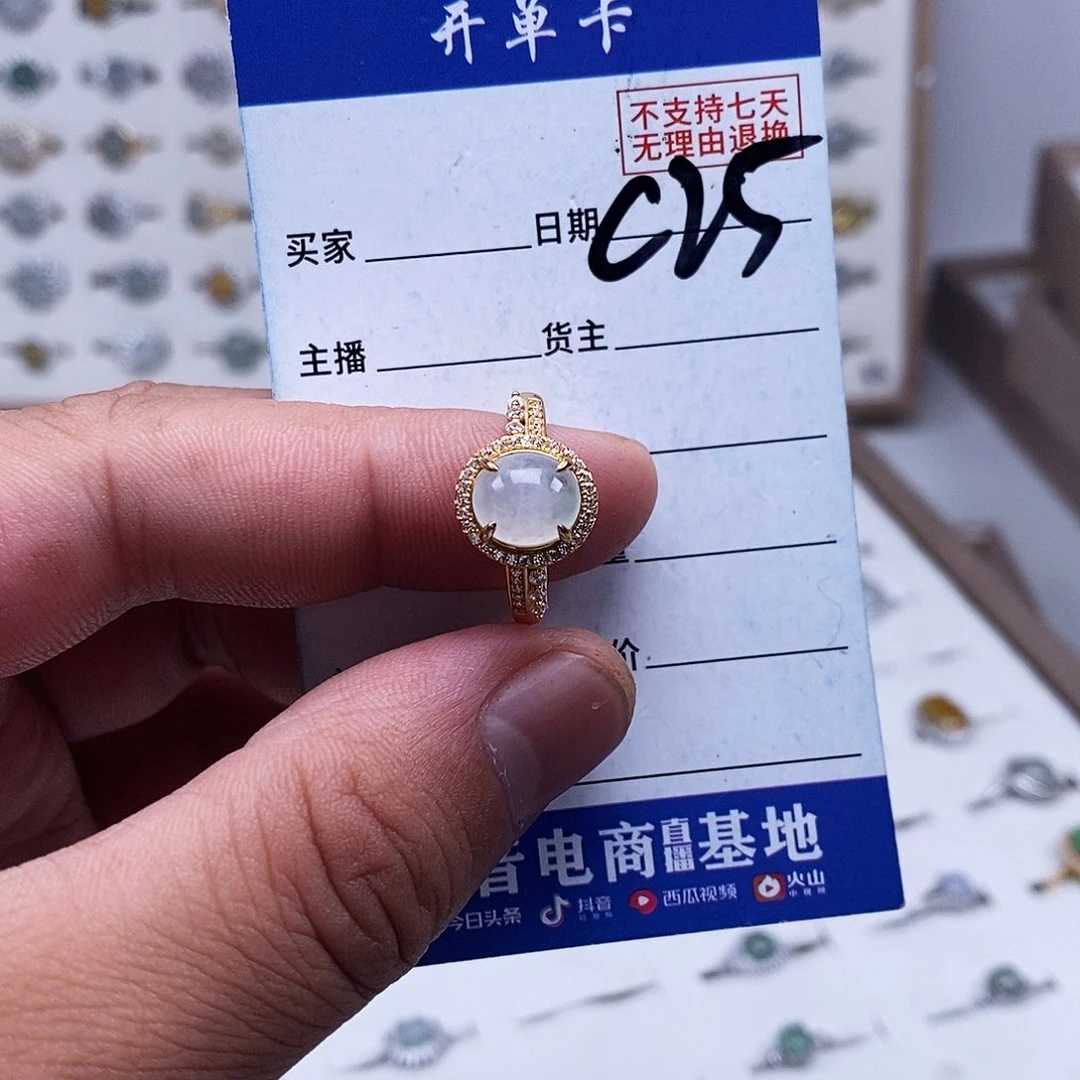 开单卡
不支持七天
无理由退换
买家 日期 CV5
主播 货主
价
音电商直播基地
今日头条 抖音 西瓜视频 火山